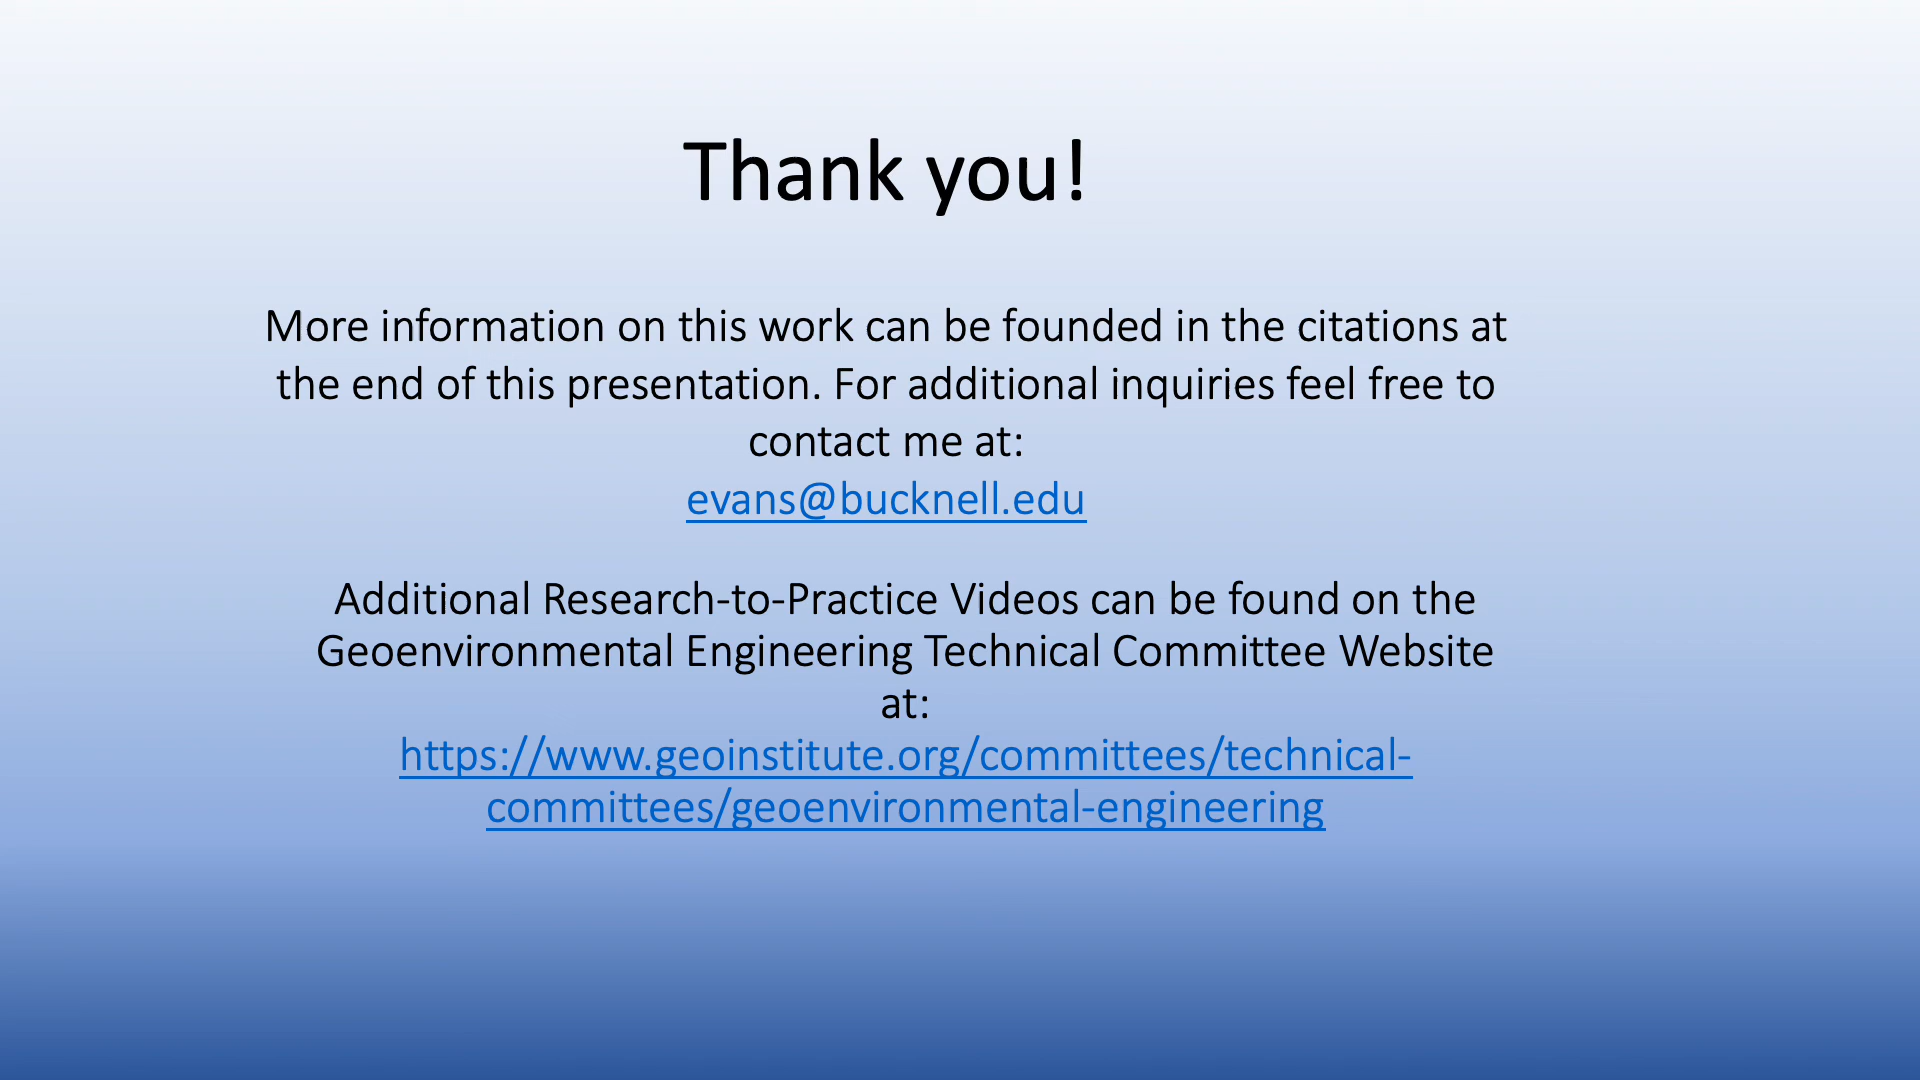 Thank you!
More information on this work can be founded in the citations at
the end of this presentation. For additional inquiries feel free to
contact me at:
evans@bucknell.edu
Additional Research-to-Practice Videos can be found on the
Geoenvironmental Engineering Technical Committee Website
at:
https://www.geoinstitute.org/committees/technical-
committees/geoenvironmental-engineering